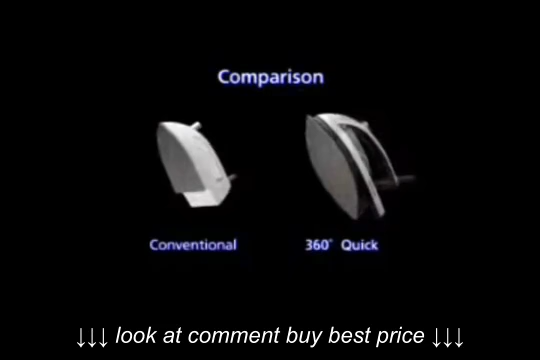 Comparison
Conventional
360° Quick
↓↓↓ look at comment buy best price ↓↓↓